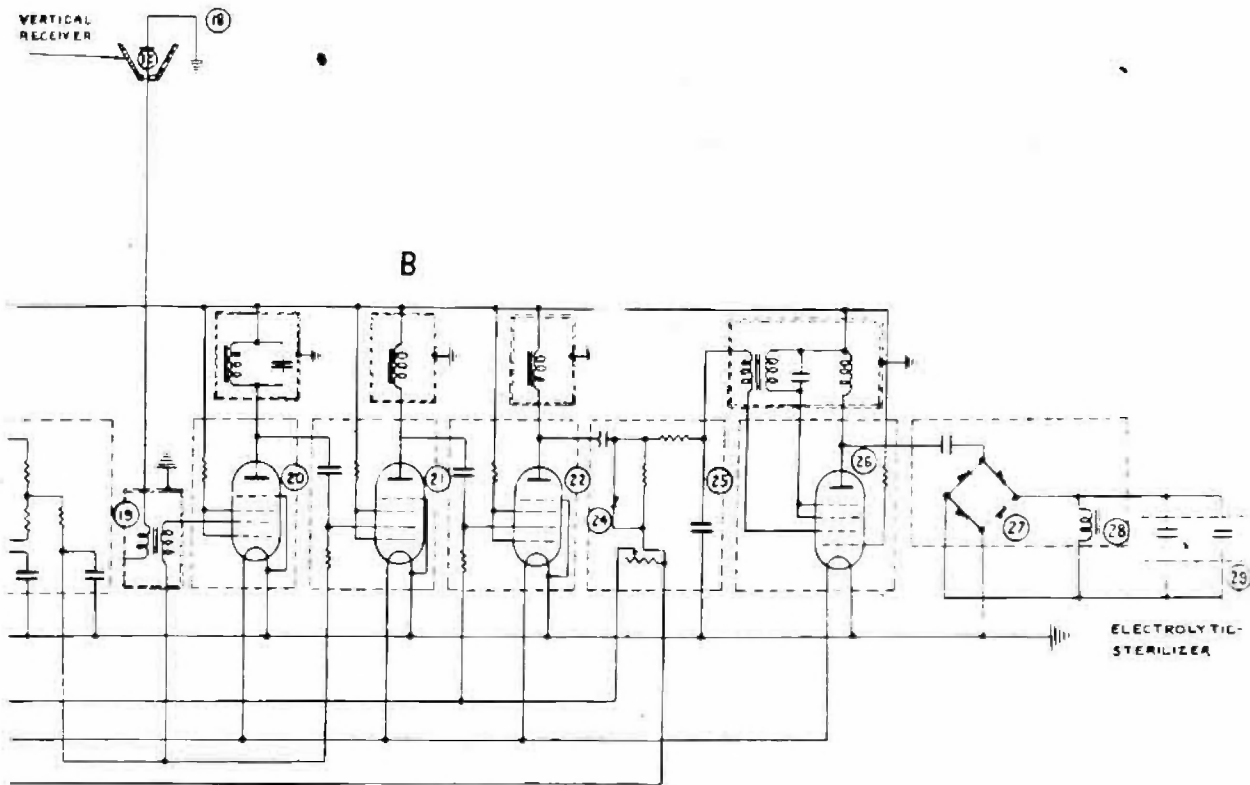 VERTICAL
RECEIVER
18
B
19
20
21
22
24
25
26
27
28
29
ELECTROLYTIC-
STERILIZER